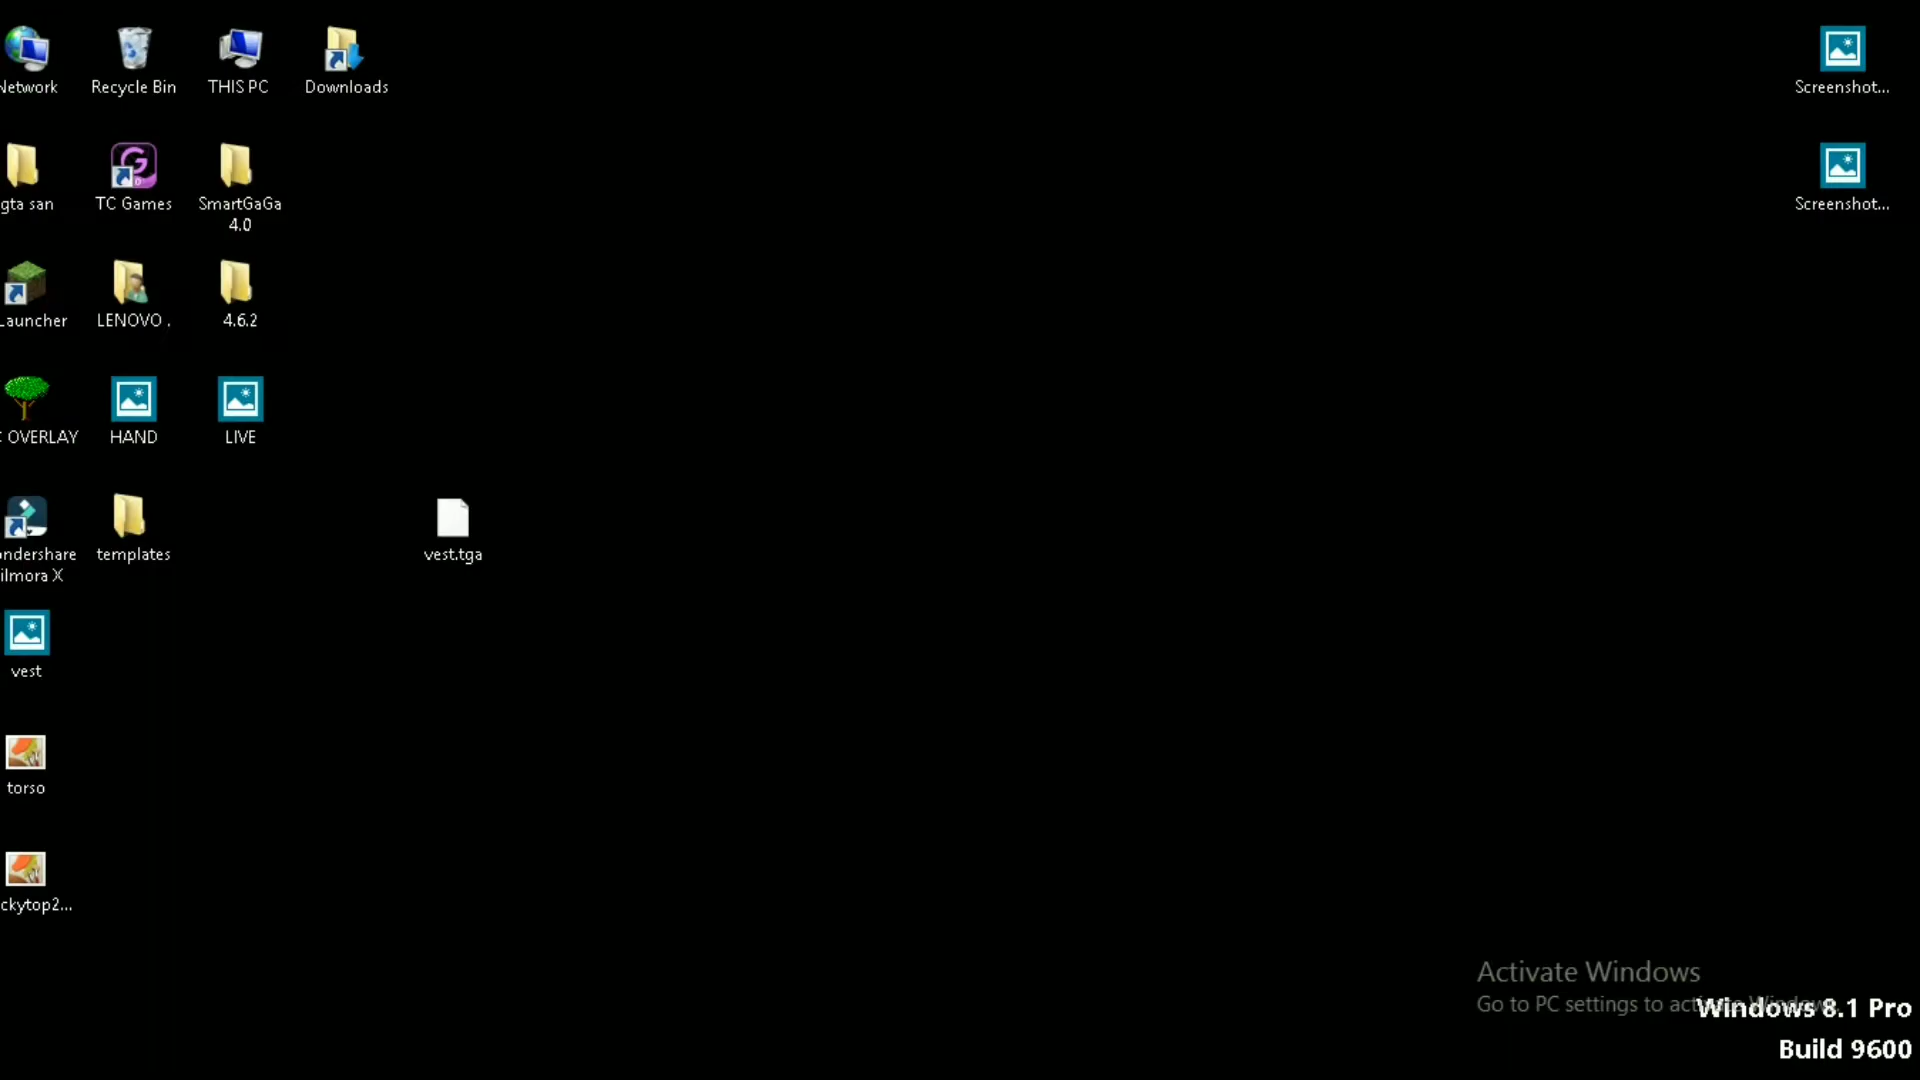 Network
Recycle Bin
THIS PC
Downloads
Screenshot...
gta san
TC Games
SmartGaGa
4.0
Screenshot...
Launcher
LENOVO .
4.6.2
OVERLAY
HAND
LIVE
ndershare
ilmora X
templates
vest.tga
vest
torso
ckytop2...
Activate Windows
Go to PC settings to activate Windows.
Windows 8.1 Pro
Build 9600